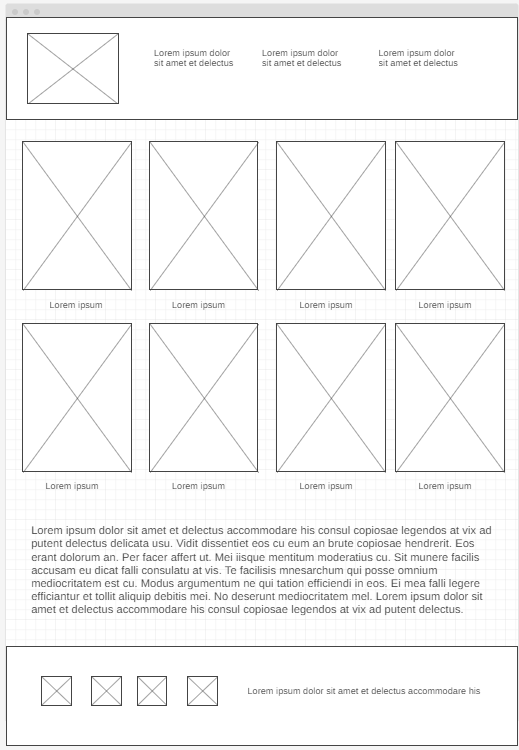 Lorem ipsum dolor
sit amet et delectus
Lorem ipsum dolor
sit amet et delectus
Lorem ipsum dolor
sit amet et delectus
Lorem ipsum
Lorem ipsum
Lorem ipsum
Lorem ipsum
Lorem ipsum
Lorem ipsum
Lorem ipsum
Lorem ipsum
Lorem ipsum dolor sit amet et delectus accommodare his consul copiosae legendos at vix ad
putent delectus delicata usu. Vidit dissentiet eos cu eum an brute copiosae hendrerit. Eos
erant dolorum an. Per facer affert ut. Mei iisque mentitum moderatius cu. Sit munere facilis
accusam eu dicat falli consulatu at vis. Te facilisis mnesarchum qui posse omnium
mediocritatem est cu. Modus argumentum ne qui tation efficiendi in eos. Ei mea falli legere
efficiantur et tollit aliquip debitis mei. No deserunt mediocritatem mel. Lorem ipsum dolor sit
amet et delectus accommodare his consul copiosae legendos at vix ad putent delectus.
Lorem ipsum dolor sit amet et delectus accommodare his